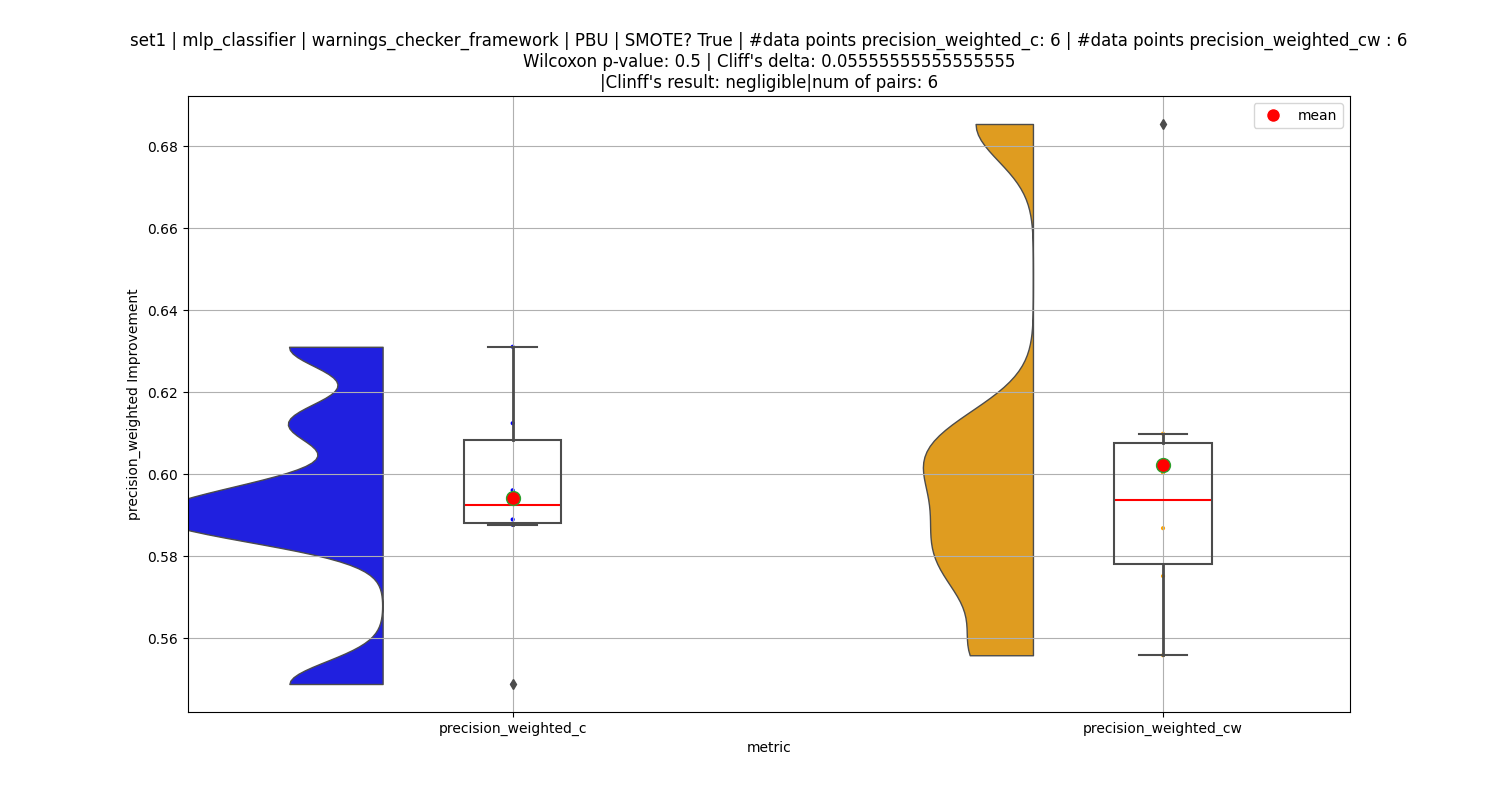 set1 | mlp_classifier | warnings_checker_framework | PBU | SMOTE? True | #data points precision_weighted_c: 6 | #data points precision_weighted_cw : 6
Wilcoxon p-value: 0.5 | Cliff's delta: 0.05555555555555555
|Clinff's result: negligible|num of pairs: 6
mean
0.68
0.66
0.64
0.62
0.60
0.58
0.56
precision_weighted Improvement
precision_weighted_c
precision_weighted_cw
metric